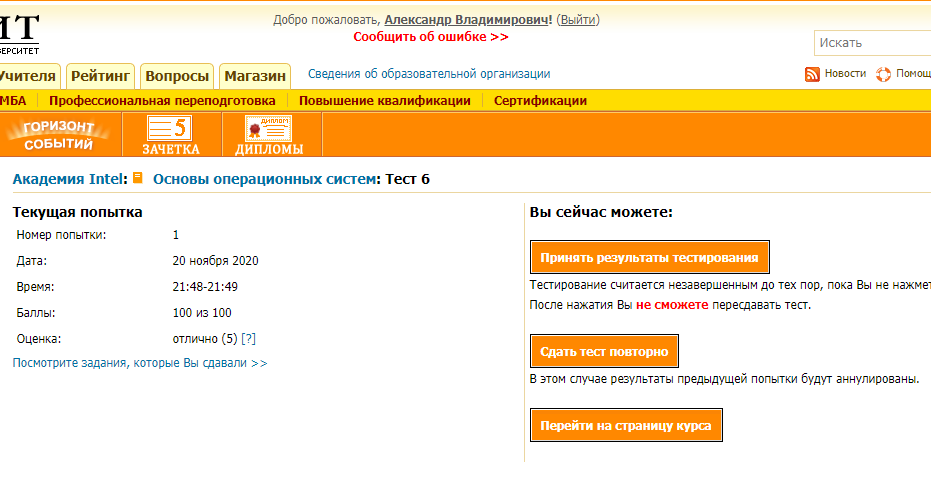 ИТ
ВЕРСИТЕТ
Добро пожаловать, Александр Владимирович! (Выйти)
Сообщить об ошибке >>
Искать
Учителя Рейтинг Вопросы Магазин
Сведения об образовательной организации
Новости Помощ
МБА Профессиональная переподготовка Повышение квалификации Сертификации
ГОРИЗОНТ
СОБЫТИЙ
5
ЗАЧЕТКА
ДИПЛОМ
ДИПЛОМЫ
Академия Intel: Основы операционных систем: Тест 6
Текущая попытка
Номер попытки: 1
Дата: 20 ноября 2020
Время: 21:48-21:49
Баллы: 100 из 100
Оценка: отлично (5) [?]
Посмотрите задания, которые Вы сдавали >>
Вы сейчас можете:
Принять результаты тестирования
Тестирование считается незавершенным до тех пор, пока Вы не нажмет
После нажатия Вы не сможете пересдавать тест.
Сдать тест повторно
В этом случае результаты предыдущей попытки будут аннулированы.
Перейти на страницу курса